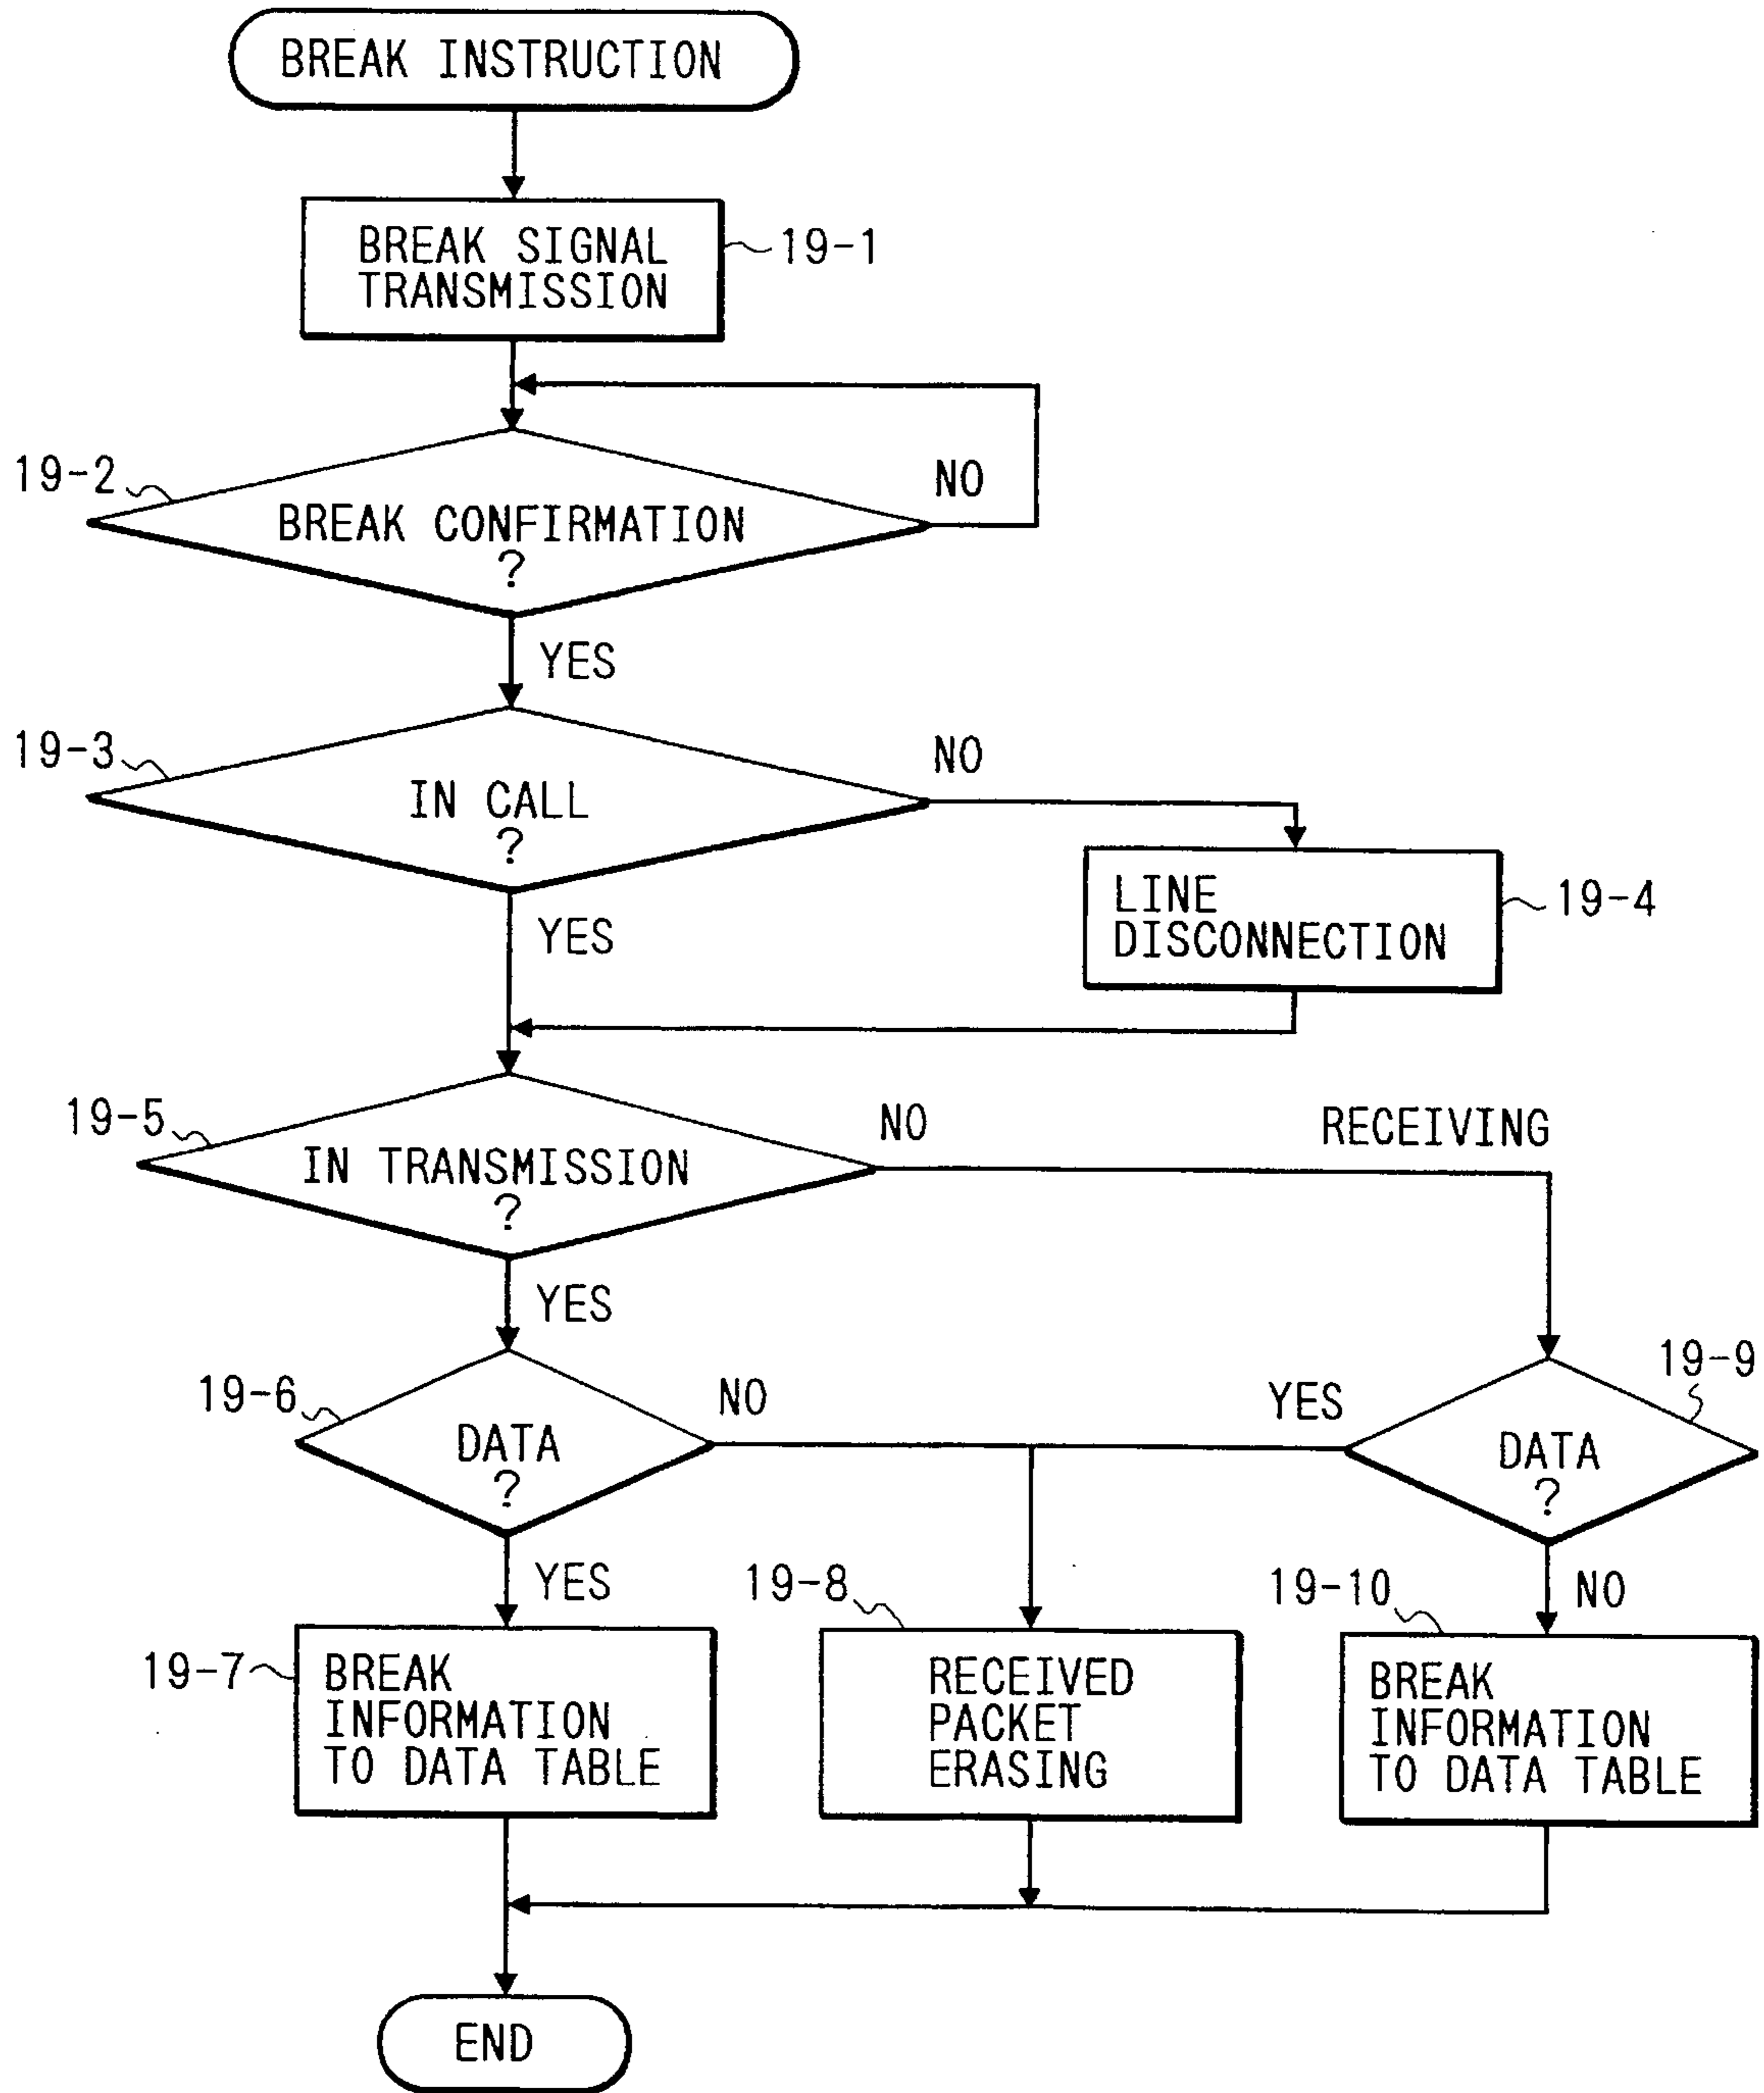 BREAK INSTRUCTION
BREAK SIGNAL
TRANSMISSION
19-1
19-2
BREAK CONFIRMATION
?
NO
YES
19-3
IN CALL
?
NO
YES
LINE
DISCONNECTION
19-4
19-5
IN TRANSMISSION
?
NO
RECEIVING
YES
19-6
DATA
?
NO
YES
19-9
DATA
?
YES
NO
19-7
BREAK
INFORMATION
TO DATA TABLE
19-8
RECEIVED
PACKET
ERASING
19-10
BREAK
INFORMATION
TO DATA TABLE
END